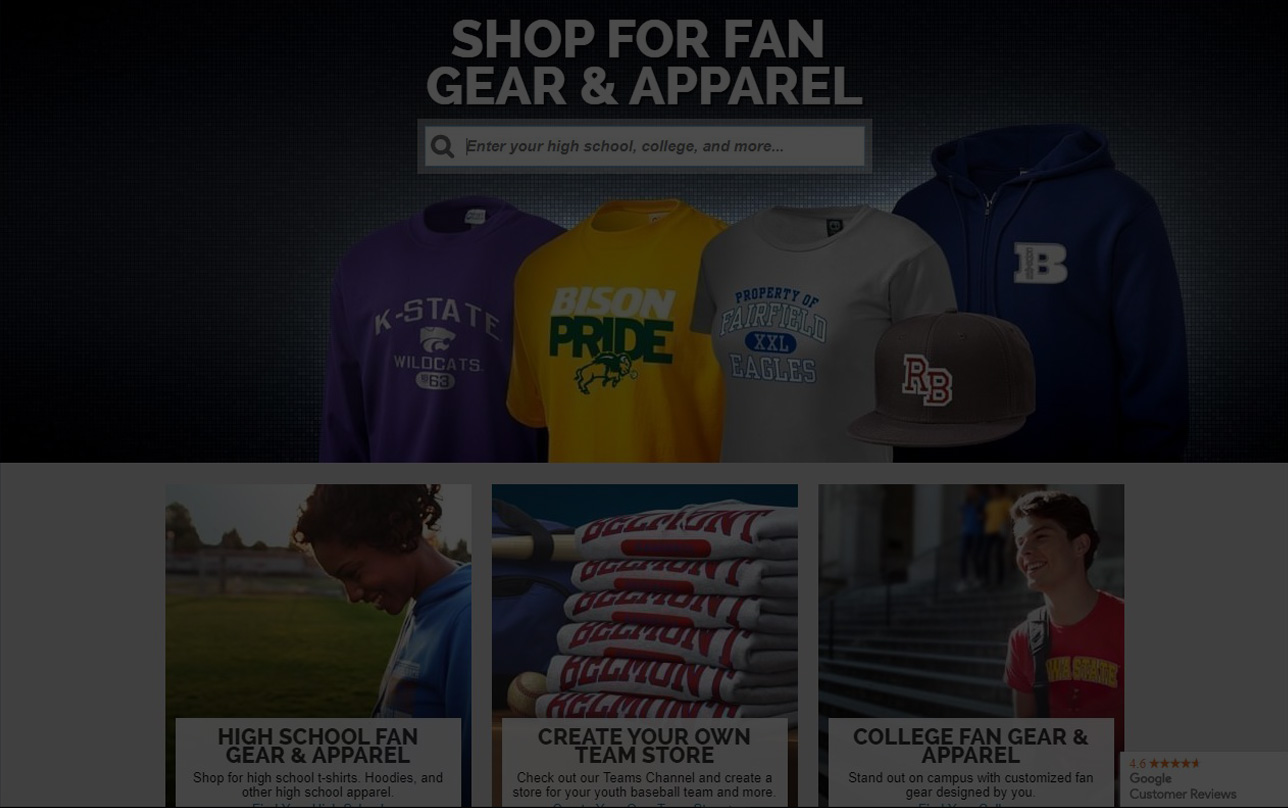 SHOP FOR FAN
GEAR & APPAREL
Enter your high school, college, and more...
K-STATE
WILDCATS
63
BISON
PRIDE
PROPERTY OF
FAIRFIELD
XXL
EAGLES
B
RB
BELMONT
BELMONT
BELMONT
BELMONT
BELMONT
BELMONT
IOWA STATE
HIGH SCHOOL FAN
GEAR & APPAREL
Shop for high school t-shirts. Hoodies, and
other high school apparel.
CREATE YOUR OWN
TEAM STORE
Check out our Teams Channel and create a
store for your youth baseball team and more.
COLLEGE FAN GEAR &
APPAREL
Stand out on campus with customized fan
gear designed by you.
4.6
Google
Customer Reviews